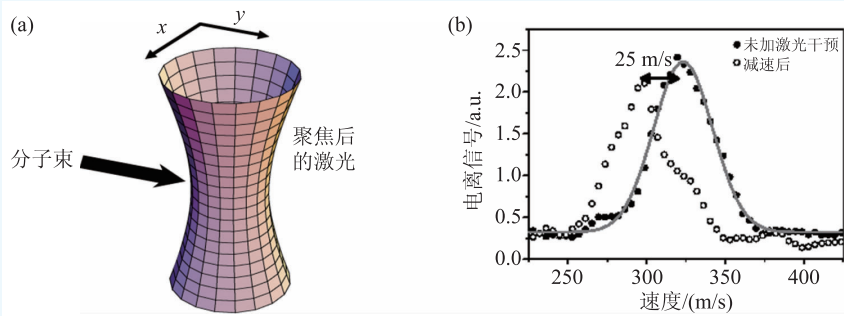 (a)
x
y
分子束
聚焦后
的激光
(b)
未加激光干预
减速后
25 m/s
电离信号/a.u.
2.5
2.0
1.5
1.0
0.5
0.0
250
300
350
400
速度/(m/s)